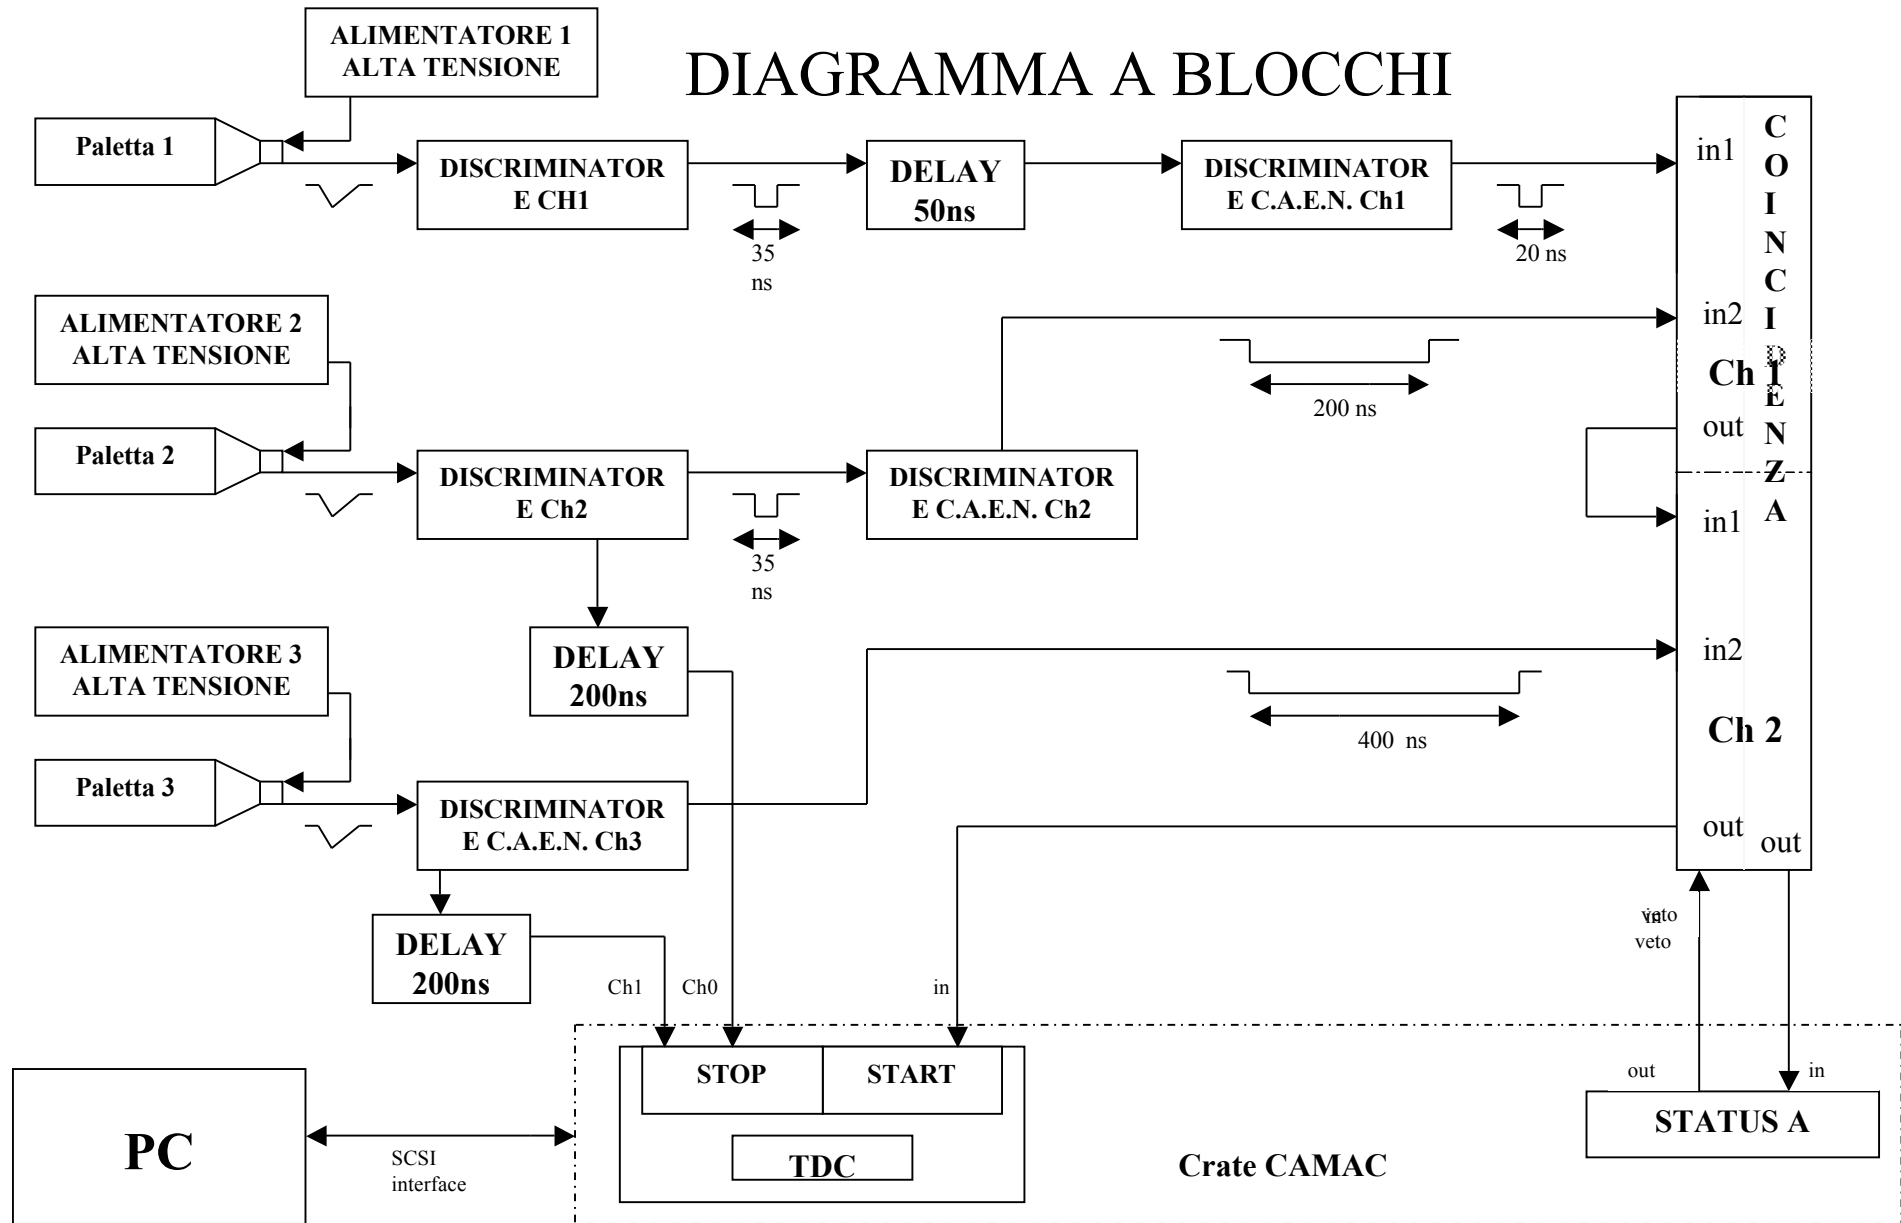 DIAGRAMMA A BLOCCHI
ALIMENTATORE 1
ALTA TENSIONE
Paletta 1
DISCRIMINATOR
E CH1
35
ns
DELAY
50ns
DISCRIMINATOR
E C.A.E.N. Ch1
20 ns
ALIMENTATORE 2
ALTA TENSIONE
Paletta 2
DISCRIMINATOR
E Ch2
35
ns
DISCRIMINATOR
E C.A.E.N. Ch2
200 ns
DELAY
200ns
ALIMENTATORE 3
ALTA TENSIONE
Paletta 3
DISCRIMINATOR
E C.A.E.N. Ch3
400 ns
DELAY
200ns
COINCIDENZA
in1
in2
Ch 1
out
in1
in2
Ch 2
out
out
veto
in
veto
Ch1
Ch0
in
STOP
START
TDC
out
in
STATUS A
PC
SCSI
interface
Crate CAMAC